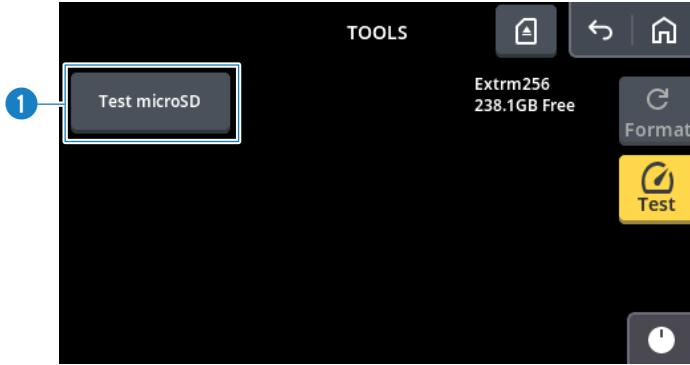 TOOLS
1
Test microSD
Extrm256
238.1GB Free
Format
Test